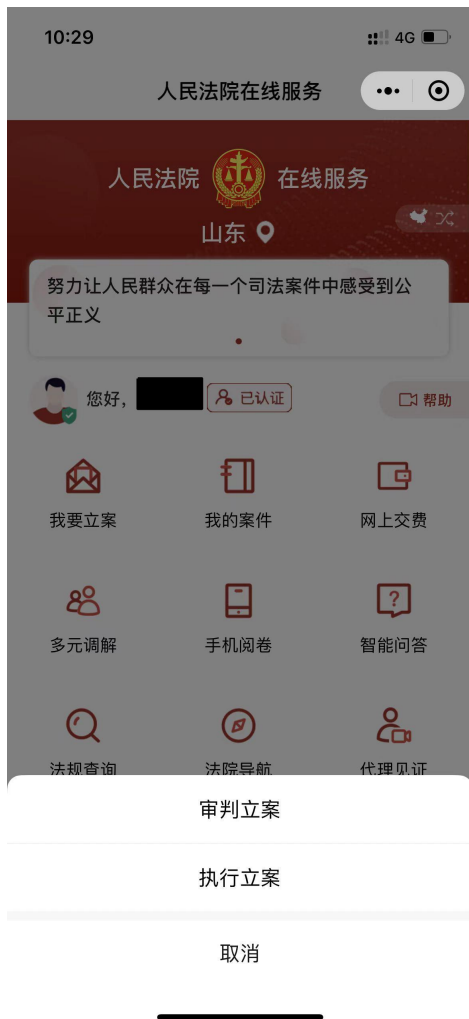 10:29
4G
人民法院在线服务
人民法院 在线服务
山东
努力让人民群众在每一个司法案件中感受到公
平正义
您好,
已认证
帮助
我要立案 我的案件 网上交费
多元调解 手机阅卷 智能问答
法规查询 法院导航 代理见证
审判立案
执行立案
取消